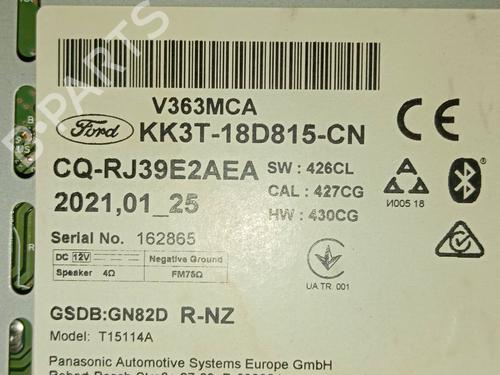 V363MCA
Ford KK3T-18D815-CN
CE
CQ-RJ39E2AEA
SW : 426CL
CAL : 427CG
HW : 430CG
2021,01_25
И005 18
Serial No. 162865
DC 12V Negative Ground
Speaker 4Ω FM75Ω
UA TR. 001
GSDB:GN82D R-NZ
Model: T15114A
Panasonic Automotive Systems Europe GmbH
B-PARTS